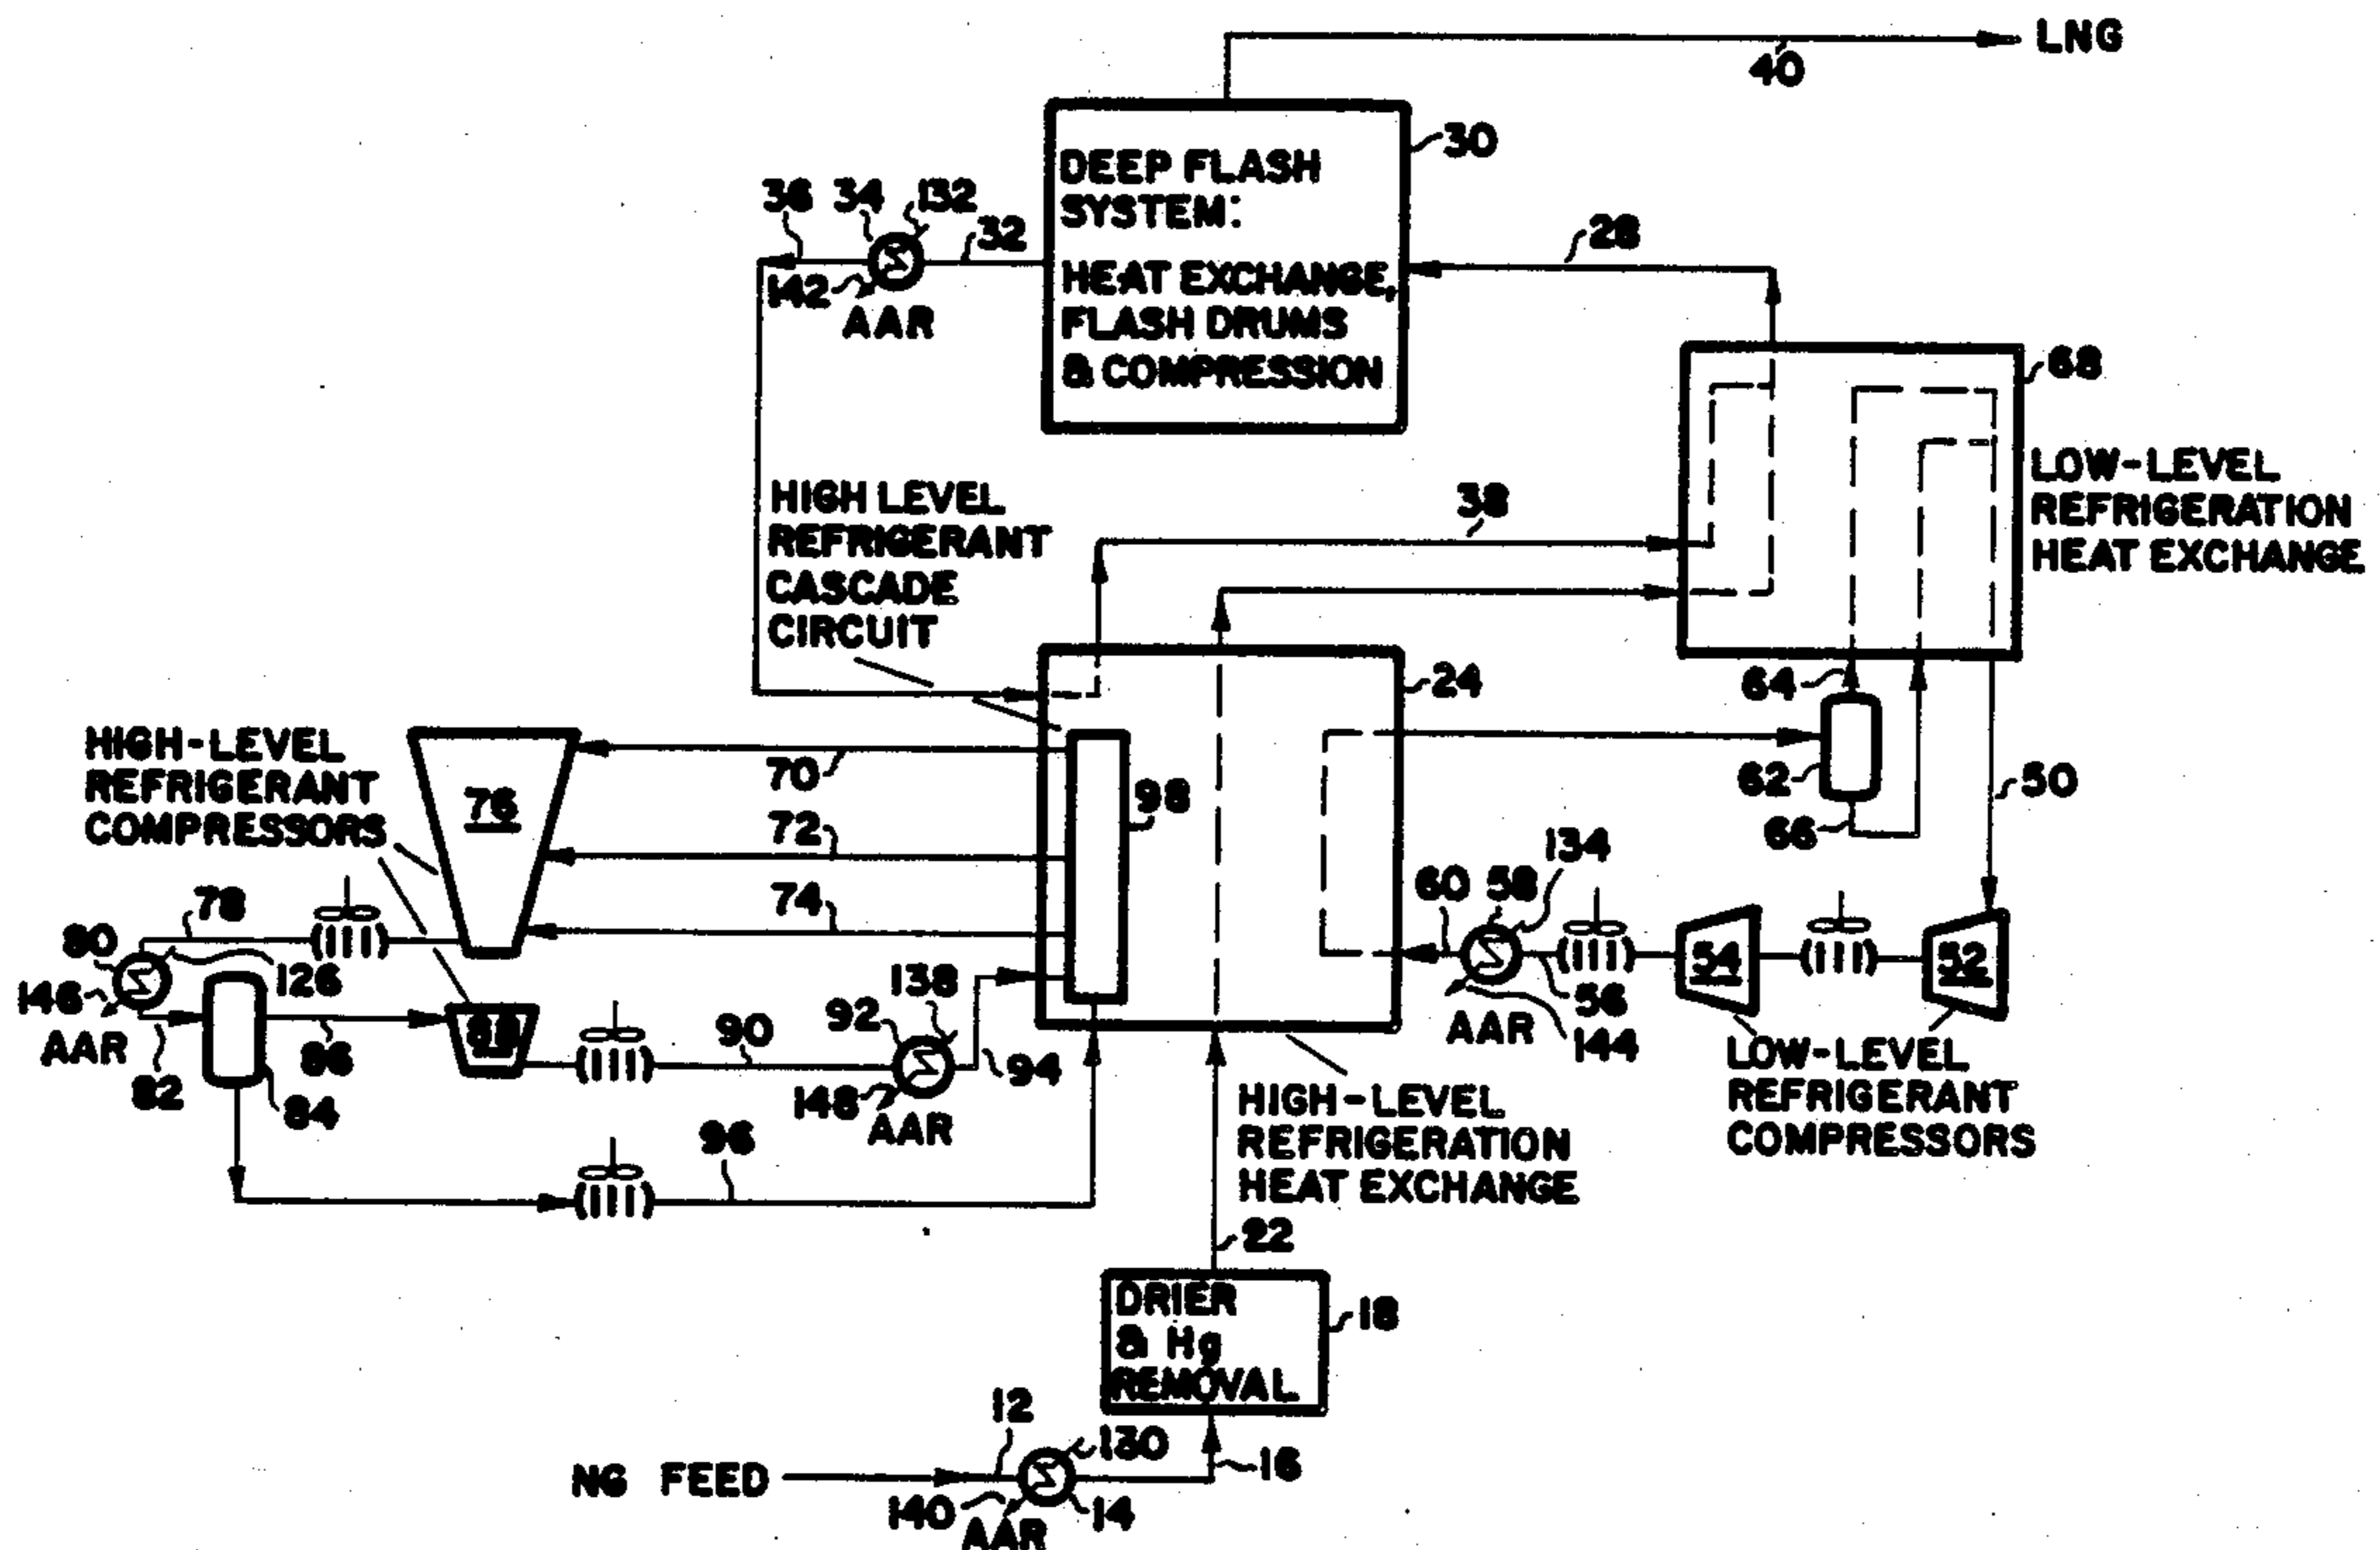 LNG
40
30
DEEP FLASH
SYSTEM:
HEAT EXCHANGE,
FLASH DRUMS
& COMPRESSION
36 34 132
32
142
AAR
28
68
LOW-LEVEL
REFRIGERATION
HEAT EXCHANGE
38
HIGH LEVEL
REFRIGERANT
CASCADE
CIRCUIT
24
64
62
66
50
HIGH-LEVEL
REFRIGERANT
COMPRESSORS
76
70
72
74
98
134
60 58
54
52
56
AAR
144
LOW-LEVEL
REFRIGERANT
COMPRESSORS
78
80
126
146
AAR
82
86
84
88
90
92
138
94
148
AAR
96
HIGH-LEVEL
REFRIGERATION
HEAT EXCHANGE
22
DRIER
& Hg
REMOVAL
18
12
130
16
NG FEED
140
14
AAR